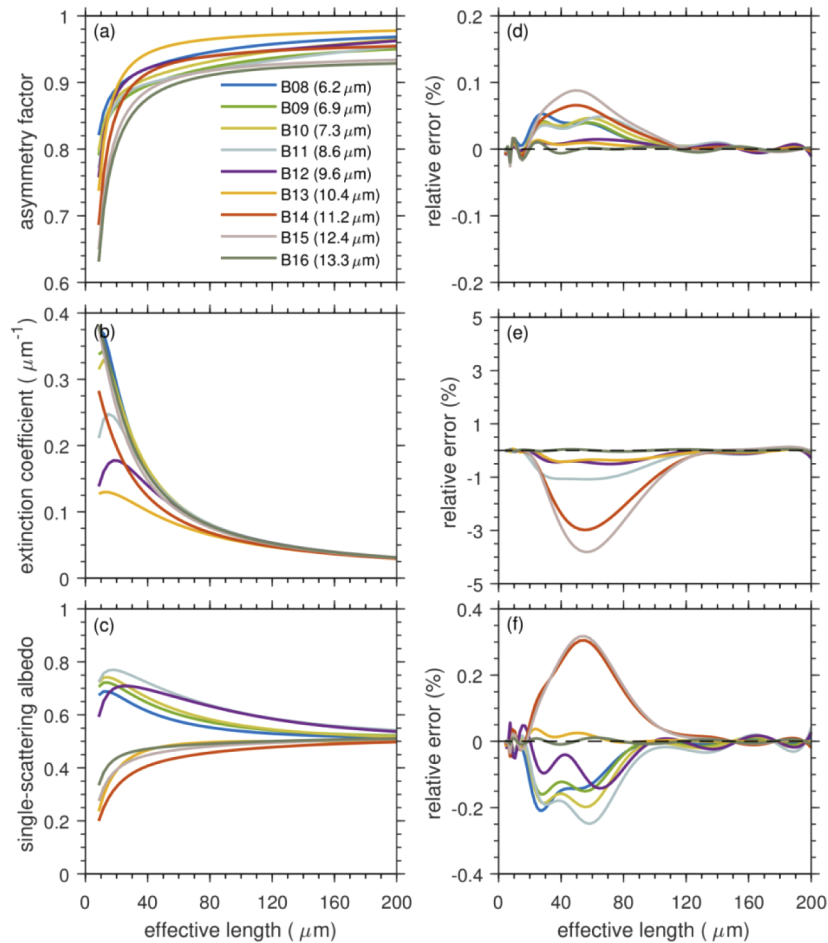 (a)
asymmetry factor
1
0.9
0.8
0.7
0.6
B08 (6.2 μm)
B09 (6.9 μm)
B10 (7.3 μm)
B11 (8.6 μm)
B12 (9.6 μm)
B13 (10.4 μm)
B14 (11.2 μm)
B15 (12.4 μm)
B16 (13.3 μm)
(d)
relative error (%)
0.2
0.1
0
-0.1
-0.2
(b)
extinction coefficient ( μm⁻¹)
0.4
0.3
0.2
0.1
0
(e)
relative error (%)
5
3
1
-1
-3
-5
(c)
single-scattering albedo
1
0.8
0.6
0.4
0.2
0
0 40 80 120 160 200
effective length ( μm)
(f)
relative error (%)
0.4
0.2
0
-0.2
-0.4
0 40 80 120 160 200
effective length ( μm)